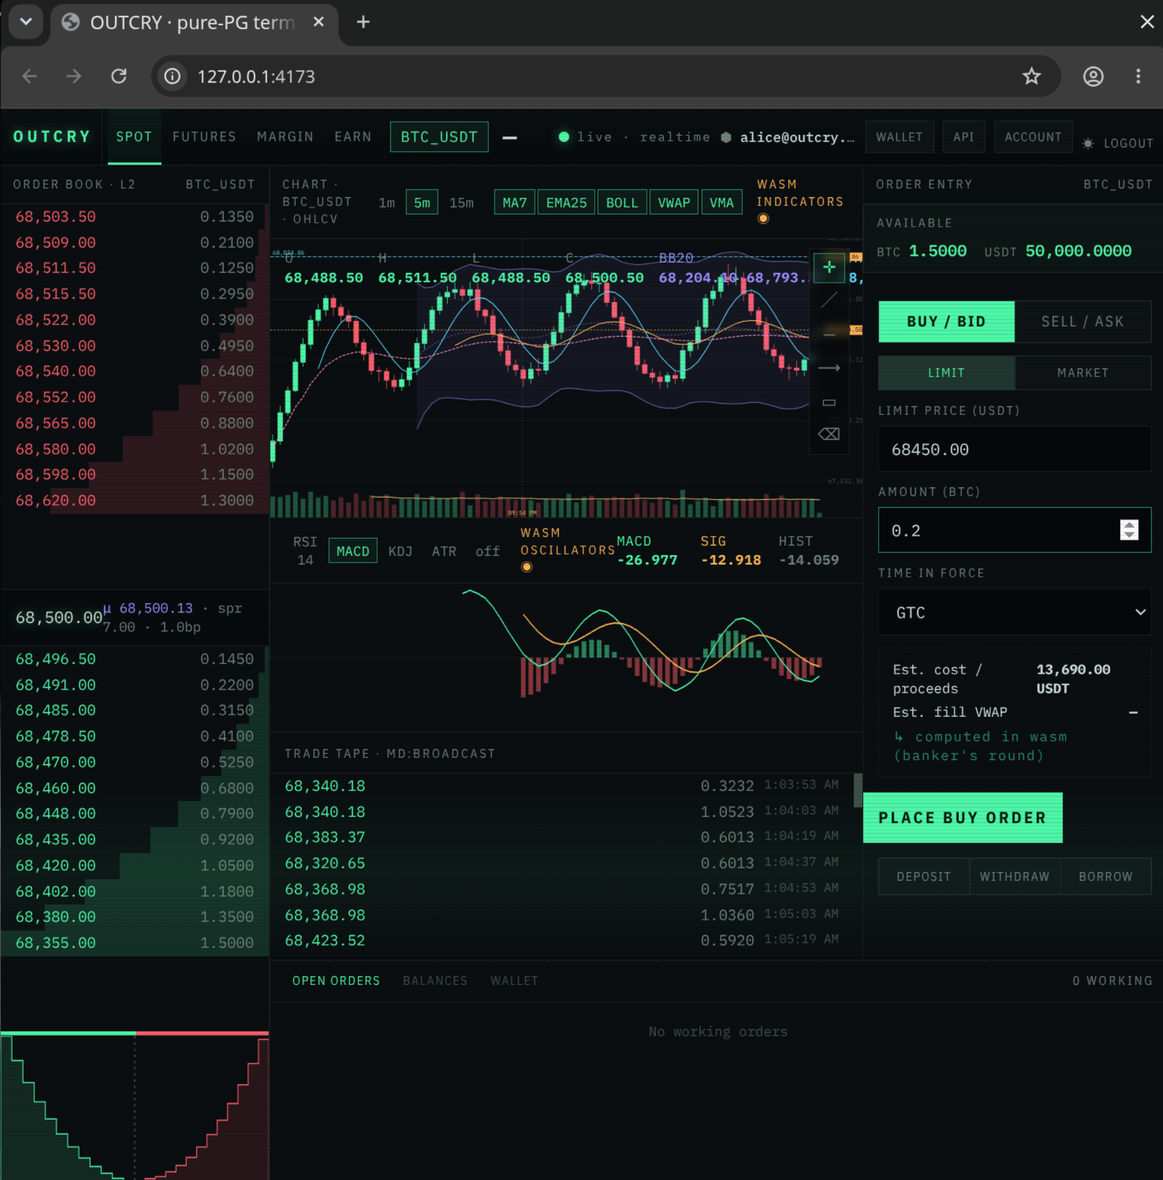 OUTCRY · pure-PG term
127.0.0.1:4173
OUTCRY SPOT FUTURES MARGIN EARN BTC_USDT — live · realtime alice@outcry.… WALLET API ACCOUNT LOGOUT
ORDER BOOK · L2 BTC_USDT
68,503.50 0.1350
68,509.00 0.2100
68,511.50 0.1250
68,515.50 0.2950
68,522.00 0.3900
68,530.00 0.4950
68,540.00 0.6400
68,552.00 0.7600
68,565.00 0.8800
68,580.00 1.0200
68,598.00 1.1500
68,620.00 1.3000
68,500.00
μ 68,500.13 · spr
7.00 · 1.0bp
68,496.50 0.1450
68,491.00 0.2200
68,485.00 0.3150
68,478.50 0.4100
68,470.00 0.5250
68,460.00 0.6800
68,448.00 0.7900
68,435.00 0.9200
68,420.00 1.0500
68,402.00 1.1800
68,380.00 1.3500
68,355.00 1.5000
CHART ·
BTC_USDT
· OHLCV
1m 5m 15m MA7 EMA25 BOLL VWAP VMA
WASM
INDICATORS
O H L C BB20
68,488.50 68,511.50 68,488.50 68,500.50 68,204.16 68,793.
09:54 PM
RSI
14
MACD KDJ ATR off
WASM
OSCILLATORS
MACD SIG HIST
-26.977 -12.918 -14.059
TRADE TAPE · MD:BROADCAST
68,340.18 0.3232 1:03:53 AM
68,340.18 1.0523 1:04:03 AM
68,383.37 0.6013 1:04:19 AM
68,320.65 0.6013 1:04:37 AM
68,368.98 0.7517 1:04:53 AM
68,368.98 1.0360 1:05:03 AM
68,423.52 0.5920 1:05:19 AM
ORDER ENTRY BTC_USDT
AVAILABLE
BTC 1.5000 USDT 50,000.0000
BUY / BID SELL / ASK
LIMIT MARKET
LIMIT PRICE (USDT)
68450.00
AMOUNT (BTC)
0.2
TIME IN FORCE
GTC
Est. cost / 13,690.00
proceeds USDT
Est. fill VWAP —
↳ computed in wasm
(banker's round)
PLACE BUY ORDER
DEPOSIT WITHDRAW BORROW
OPEN ORDERS BALANCES WALLET 0 WORKING
No working orders